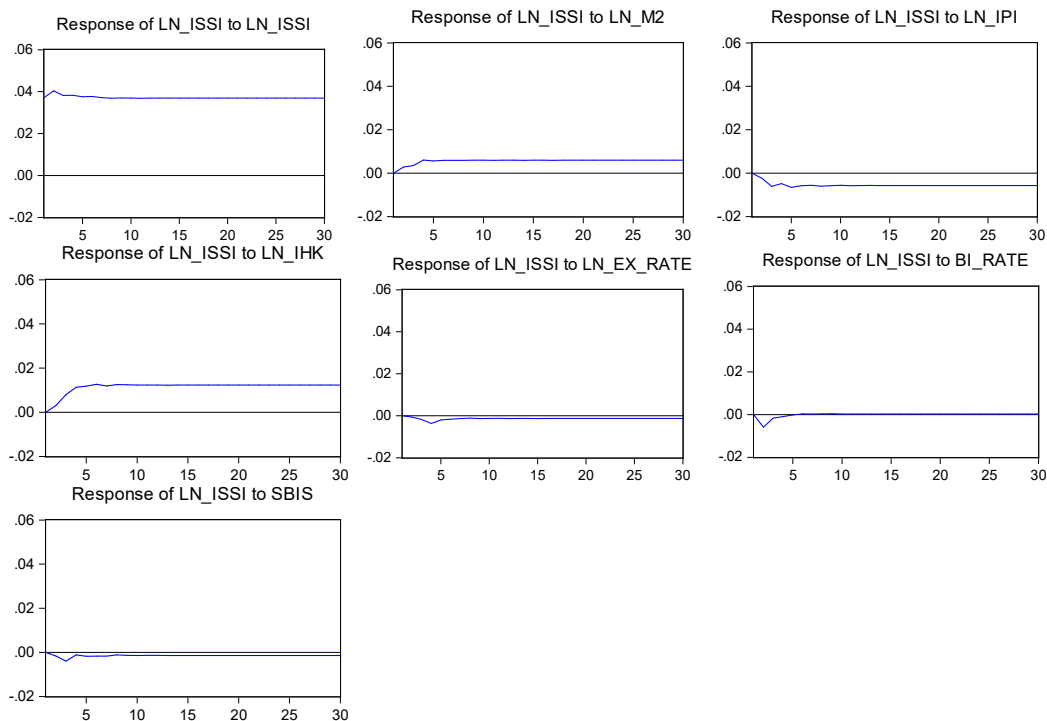 Response of LN_ISSI to LN_ISSI
.06
.04
.02
.00
-.02
5 10 15 20 25 30
Response of LN_ISSI to LN_M2
.06
.04
.02
.00
-.02
5 10 15 20 25 30
Response of LN_ISSI to LN_IPI
.06
.04
.02
.00
-.02
5 10 15 20 25 30
Response of LN_ISSI to LN_IHK
.06
.04
.02
.00
-.02
5 10 15 20 25 30
Response of LN_ISSI to LN_EX_RATE
.06
.04
.02
.00
-.02
5 10 15 20 25 30
Response of LN_ISSI to BI_RATE
.06
.04
.02
.00
-.02
5 10 15 20 25 30
Response of LN_ISSI to SBIS
.06
.04
.02
.00
-.02
5 10 15 20 25 30